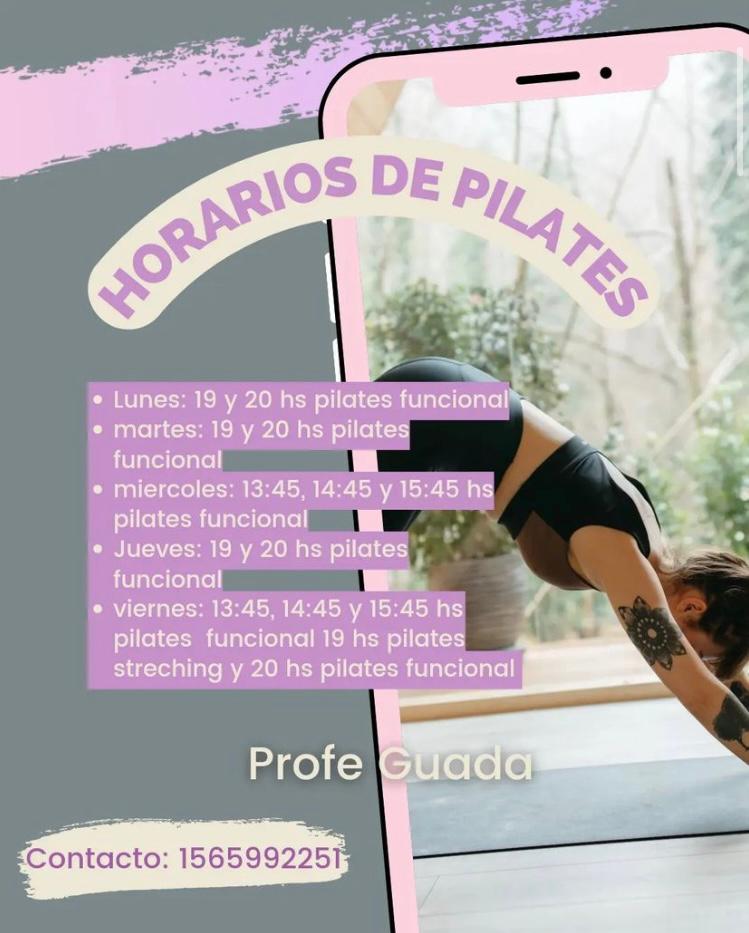 HORARIOS DE PILATES
• Lunes: 19 y 20 hs pilates funcional
• martes: 19 y 20 hs pilates
funcional
• miercoles: 13:45, 14:45 y 15:45 hs
pilates funcional
• Jueves: 19 y 20 hs pilates
funcional
• viernes: 13:45, 14:45 y 15:45 hs
pilates funcional 19 hs pilates
streching y 20 hs pilates funcional
Profe Guada
Contacto: 1565992251